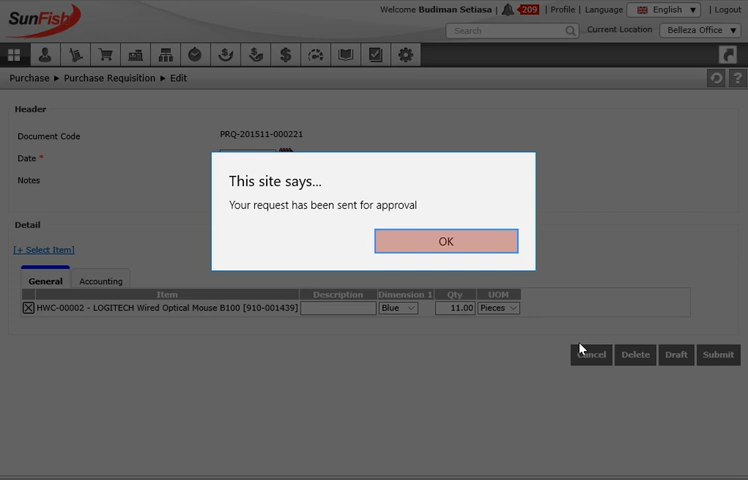 SunFish
Welcome Budiman Setiasa | 209 | Profile | Language English ▼ | Logout
Search Current Location Belleza Office ▼
Purchase ▶ Purchase Requisition ▶ Edit
?
Header
Document Code PRQ-201511-000221
Date *
Notes
This site says...
Your request has been sent for approval
OK
Detail
[+ Select Item]
General Accounting
Item Description Dimension 1 Qty UOM
HWC-00002 - LOGITECH Wired Optical Mouse B100 [910-001439] Blue 11.00 Pieces
Cancel Delete Draft Submit